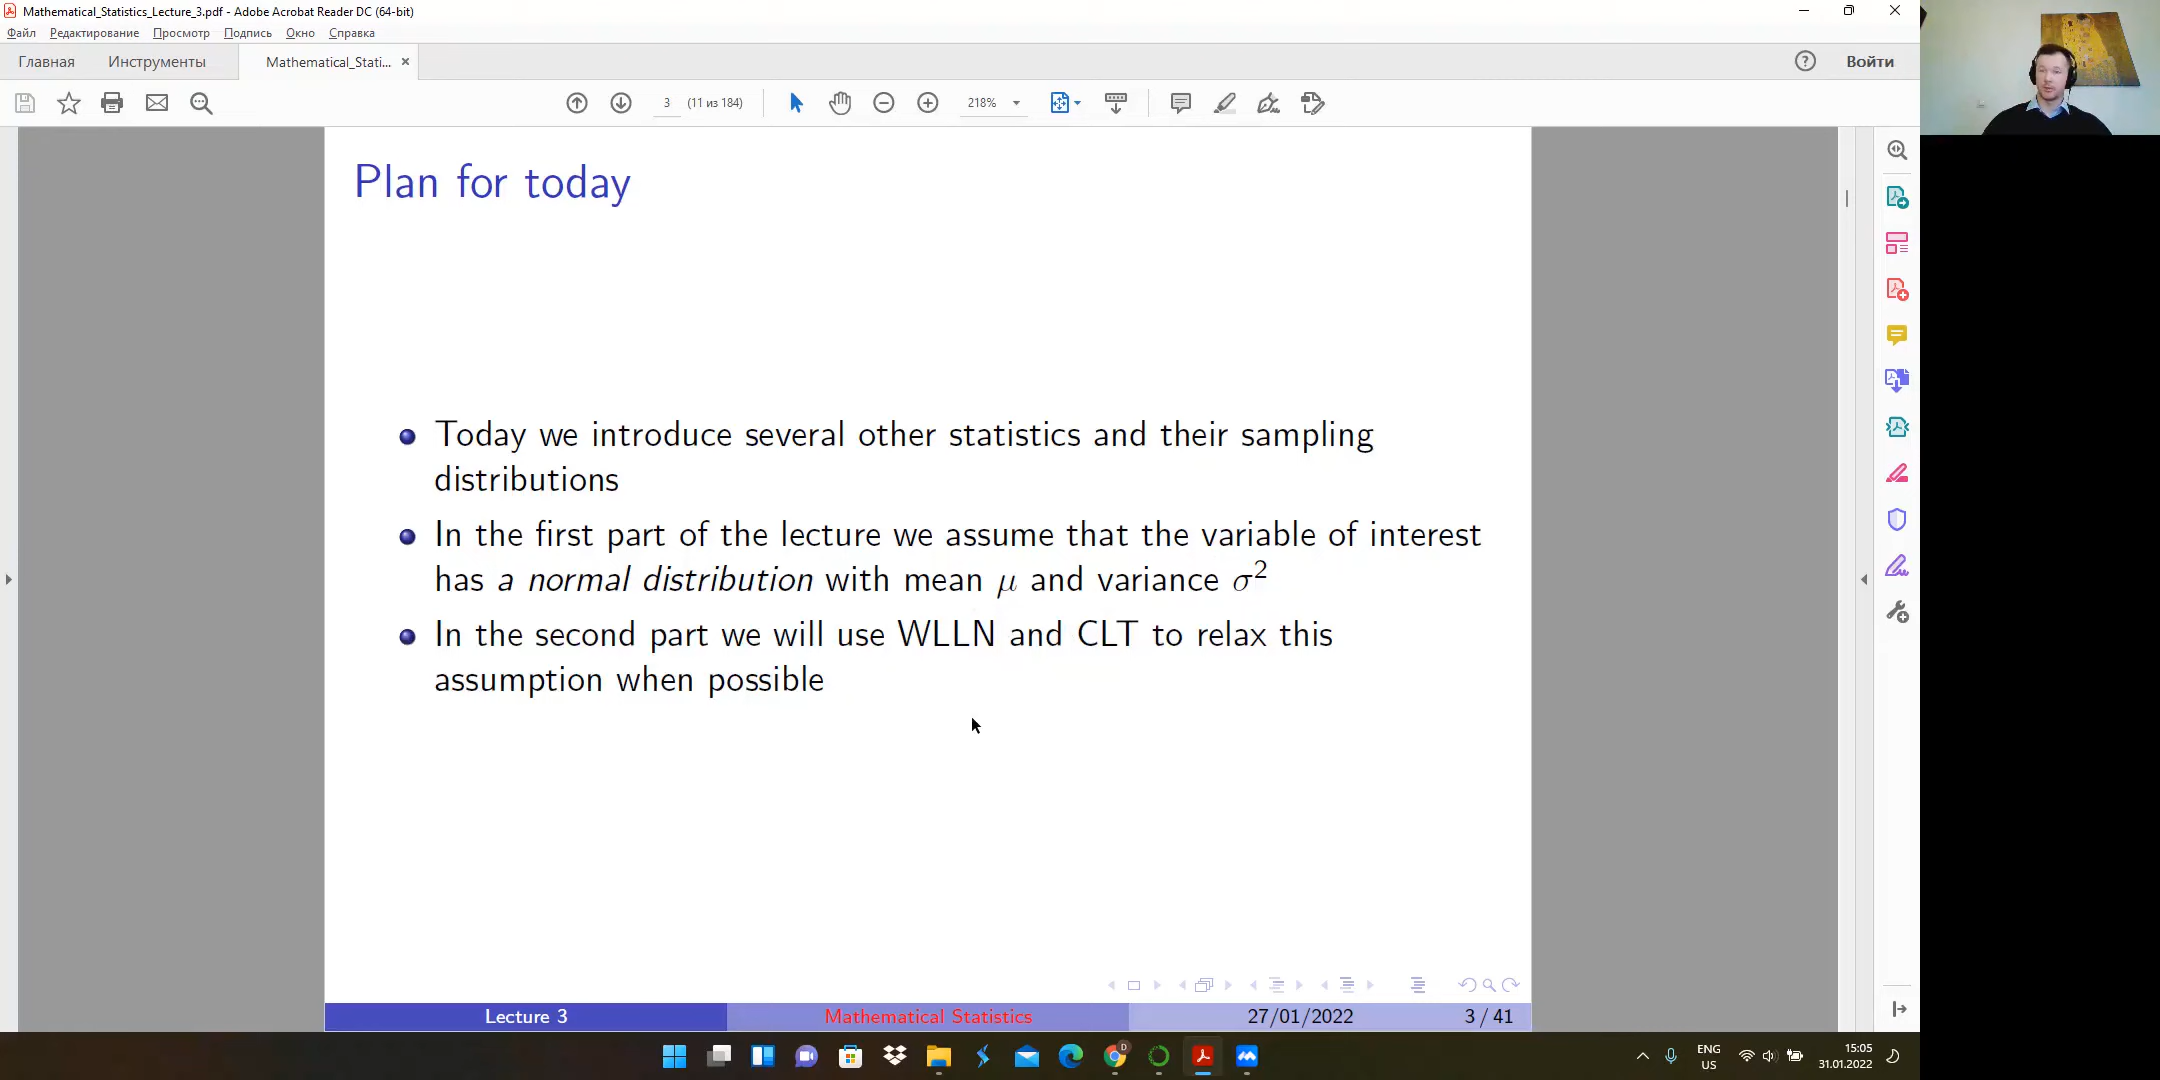 Mathematical_Statistics_Lecture_3.pdf - Adobe Acrobat Reader DC (64-bit)
Файл Редактирование Просмотр Подпись Окно Справка
Главная Инструменты Mathematical_Stati... × Войти
3 (11 из 184) 218%
Plan for today
Today we introduce several other statistics and their sampling
distributions
In the first part of the lecture we assume that the variable of interest
has a normal distribution with mean μ and variance σ²
In the second part we will use WLLN and CLT to relax this
assumption when possible
Lecture 3 Mathematical Statistics 27/01/2022 3 / 41
ENG
US
15:05
31.01.2022